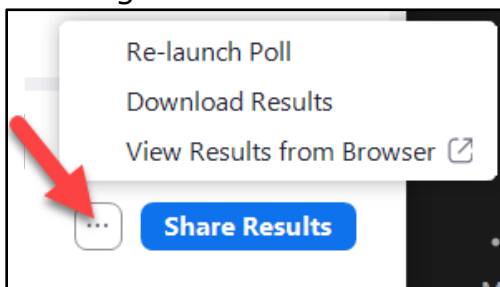 Re-launch Poll
Download Results
View Results from Browser
... Share Results